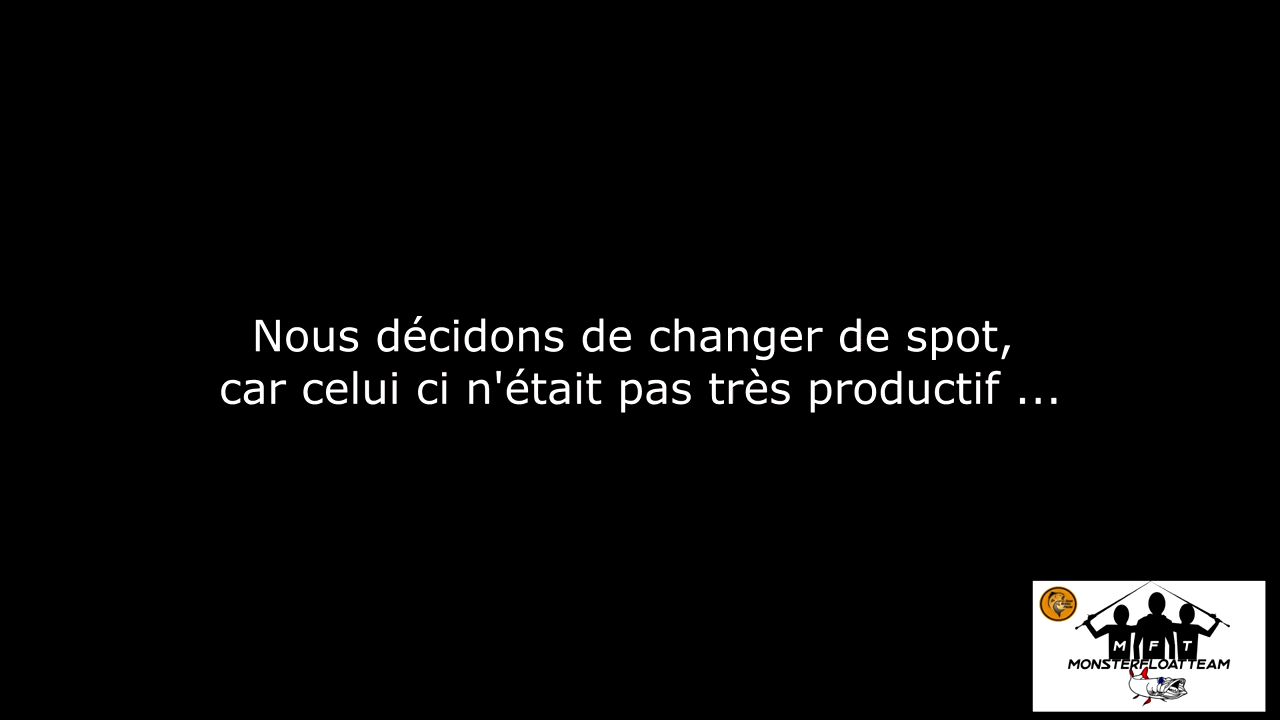 Nous décidons de changer de spot,
car celui ci n'était pas très productif ...
M F T
MONSTERFLOATTEAM